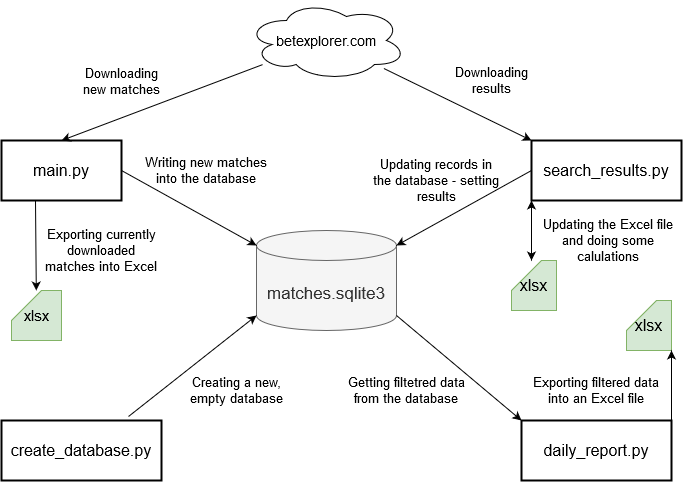 betexplorer.com
Downloading
new matches
Downloading
results
main.py
Writing new matches
into the database
Updating records in
the database - setting
results
search_results.py
Exporting currently
downloaded
matches into Excel
Updating the Excel file
and doing some
calulations
matches.sqlite3
xlsx
xlsx
xlsx
Creating a new,
empty database
Getting filtetred data
from the database
Exporting filtered data
into an Excel file
create_database.py
daily_report.py